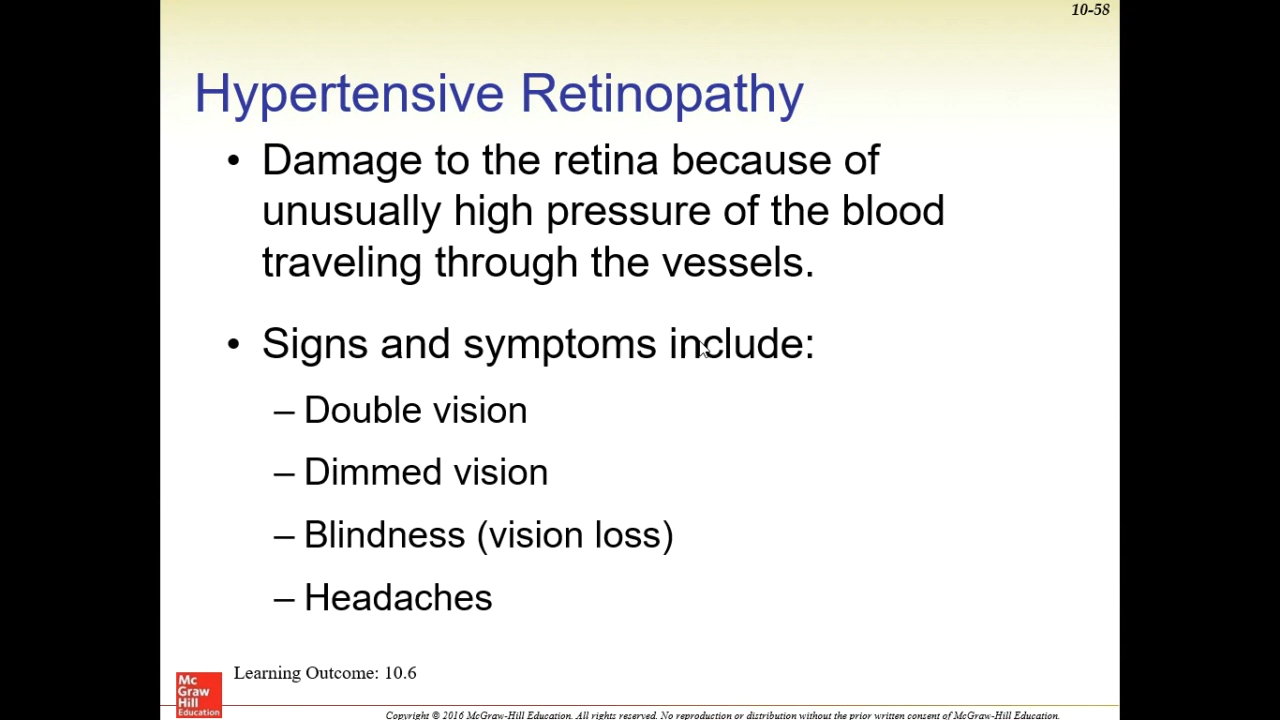 10-58
Hypertensive Retinopathy
• Damage to the retina because of
unusually high pressure of the blood
traveling through the vessels.
• Signs and symptoms include:
– Double vision
– Dimmed vision
– Blindness (vision loss)
– Headaches
Learning Outcome: 10.6
Mc
Graw
Hill
Education
Copyright © 2016 McGraw-Hill Education. All rights reserved. No reproduction or distribution without the prior written consent of McGraw-Hill Education.